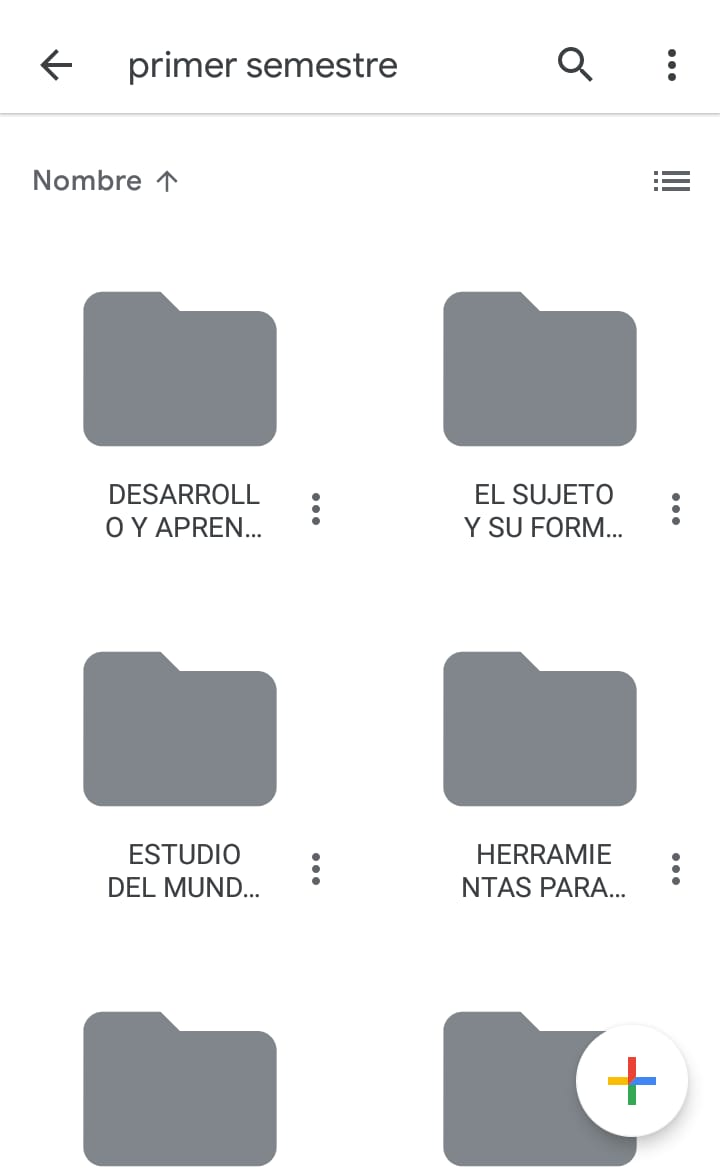 primer semestre
Nombre
DESARROLL
O Y APREN...
EL SUJETO
Y SU FORM...
ESTUDIO
DEL MUND...
HERRAMIE
NTAS PARA...